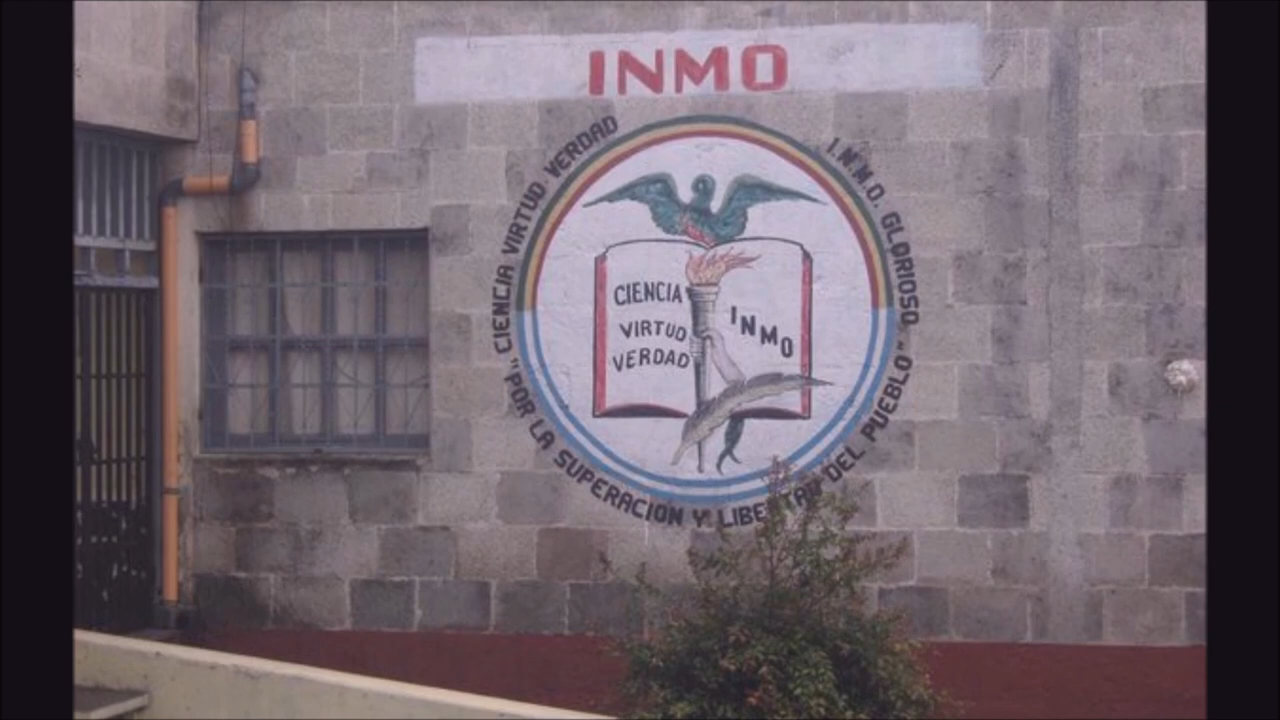 INMO
"CIENCIA VIRTUD VERDAD
I.N.M.O. GLORIOSO
CIENCIA
VIRTUD
VERDAD
INMO
"POR LA SUPERACION Y LIBERTAD DEL PUEBLO"